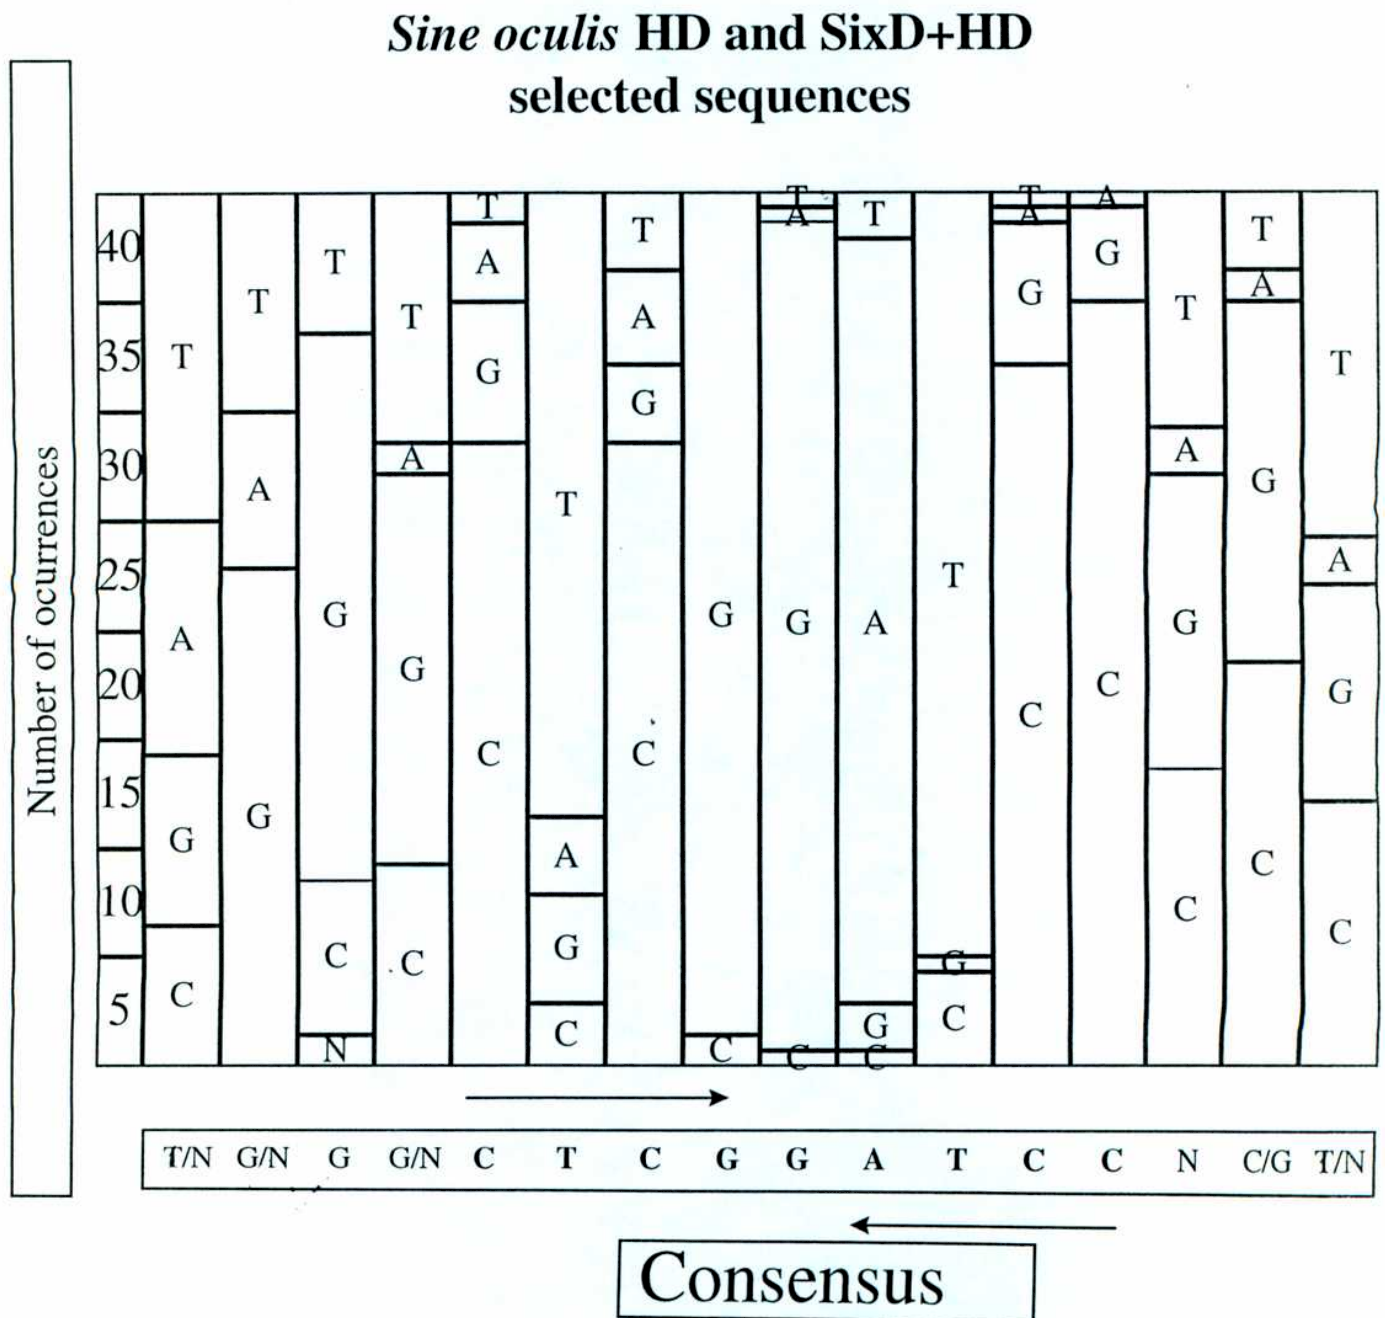 Sine oculis HD and SixD+HD
selected sequences
Number of ocurrences
40
35
30
25
20
15
10
5
T
A
G
C
T
A
G
T
G
C
N
T
A
G
C
T
A
G
C
T
A
G
C
T
A
G
C
G
C
T
A
G
C
T
A
G
C
T
G
C
T
A
G
C
A
G
C
T
A
G
C
T
A
G
C
T
A
G
C
T/N G/N G G/N C T C G G A T C C N C/G T/N
Consensus